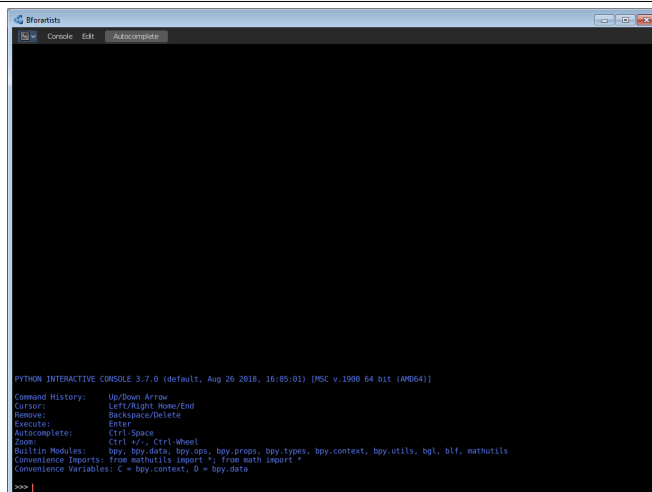 Bforartists
Console Edit Autocomplete
PYTHON INTERACTIVE CONSOLE 3.7.0 (default, Aug 26 2018, 16:05:01) [MSC v.1900 64 bit (AMD64)]
Command History: Up/Down Arrow
Cursor: Left/Right Home/End
Remove: Backspace/Delete
Execute: Enter
Autocomplete: Ctrl-Space
Zoom: Ctrl +/-, Ctrl-Wheel
Builtin Modules: bpy, bpy.data, bpy.ops, bpy.props, bpy.types, bpy.context, bpy.utils, bgl, blf, mathutils
Convenience Imports: from mathutils import *; from math import *
Convenience Variables: C = bpy.context, D = bpy.data
>>>